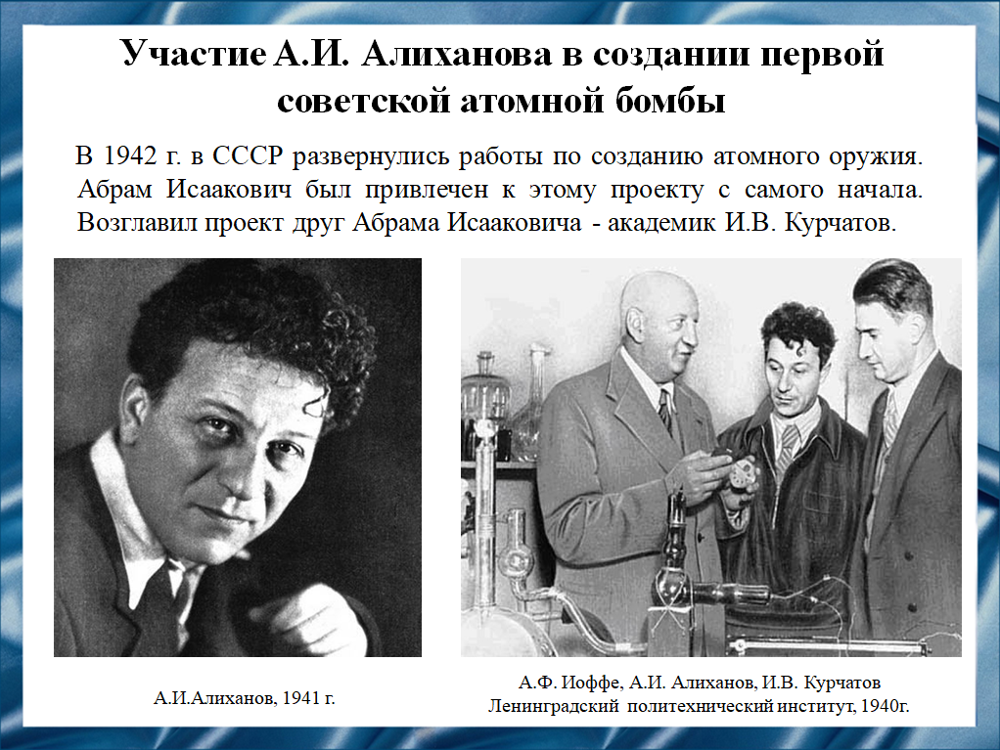 Участие А.И. Алиханова в создании первой
советской атомной бомбы
В 1942 г. в СССР развернулись работы по созданию атомного оружия.
Абрам Исаакович был привлечен к этому проекту с самого начала.
Возглавил проект друг Абрама Исааковича - академик И.В. Курчатов.
А.И.Алиханов, 1941 г.
А.Ф. Иоффе, А.И. Алиханов, И.В. Курчатов
Ленинградский политехнический институт, 1940г.